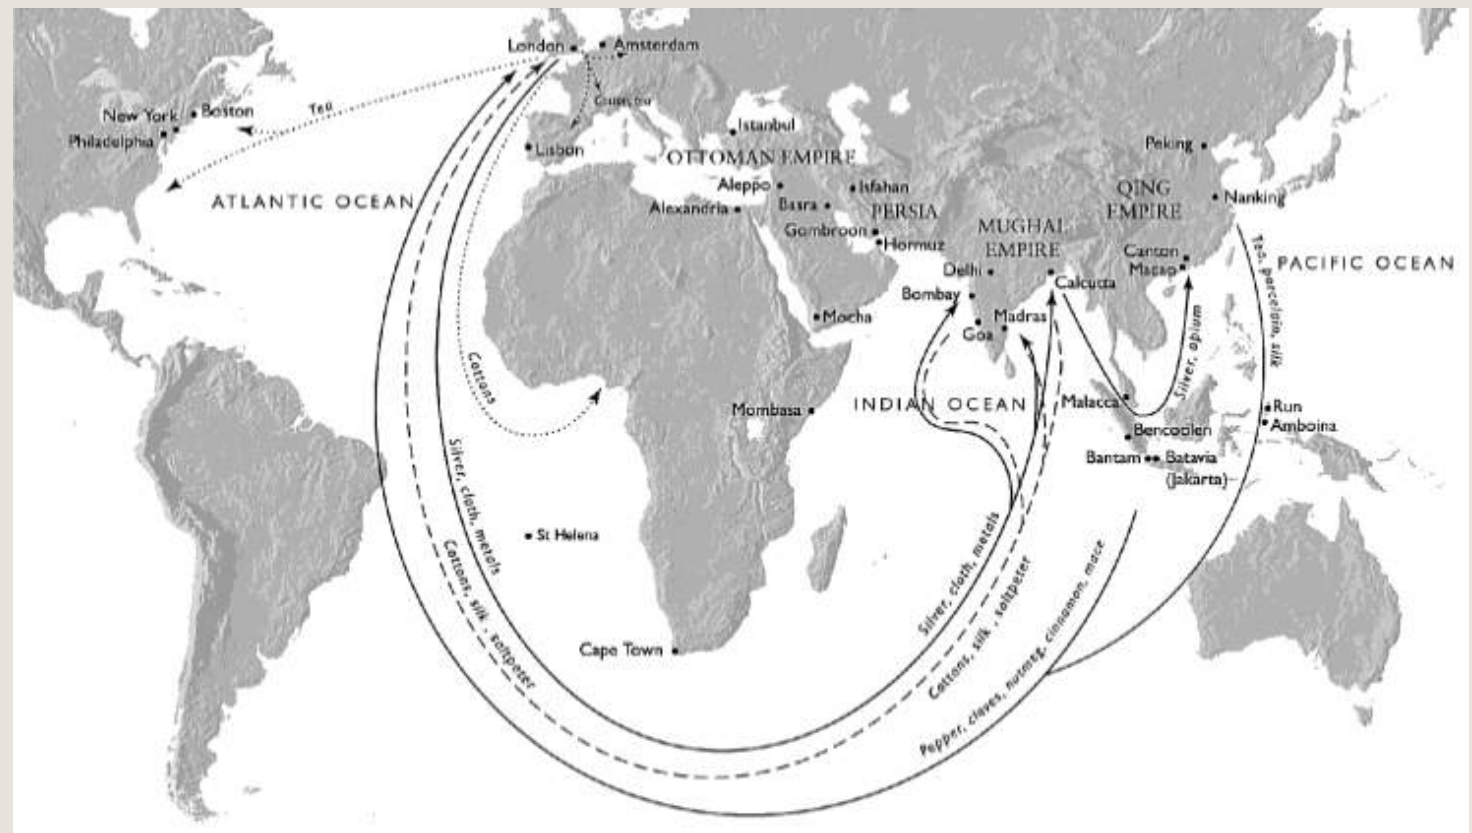 London
Amsterdam
New York
Boston
Philadelphia
Tea
Lisbon
Istanbul
OTTOMAN EMPIRE
ATLANTIC OCEAN
Aleppo
Isfahan
Alexandria
Basra
PERSIA
Gombroon
Hormuz
Peking
QING
EMPIRE
Nanking
MUGHAL
EMPIRE
Canton
Macao
PACIFIC OCEAN
Delhi
Calcutta
Bombay
Madras
Goa
Mocha
Tea, porcelain, silk
Silver, opium
Cottons
Mombasa
INDIAN OCEAN
Malacca
Run
Amboina
Bencoolen
Bantam
Batavia
(Jakarta)
Silver, cloth, metals
Cottons, silk, saltpeter
St Helena
Silver, cloth, metals
Cottons, silk, saltpeter
Pepper, cloves, nutmeg, cinnamon, mace
Cape Town